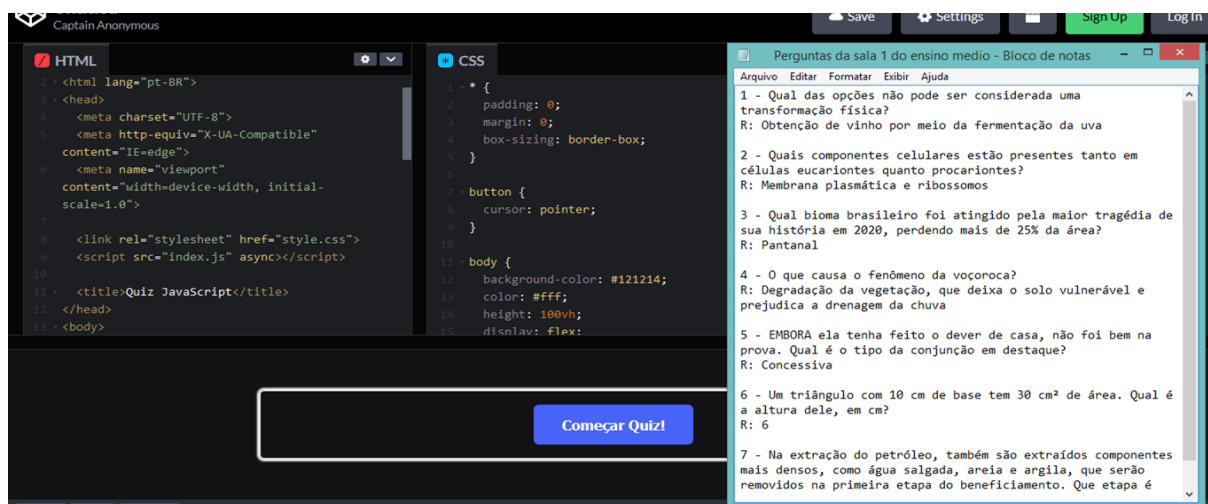 Captain Anonymous
Save
Settings
Sign Up
Log In
HTML
2 <html lang="pt-BR">
3 <head>
4 <meta charset="UTF-8">
5 <meta http-equiv="X-UA-Compatible"
content="IE=edge">
6 <meta name="viewport"
content="width=device-width, initial-
scale=1.0">
7
8 <link rel="stylesheet" href="style.css">
9 <script src="index.js" async></script>
10
11 <title>Quiz JavaScript</title>
12 </head>
13 <body>
CSS
1 * {
2 padding: 0;
3 margin: 0;
4 box-sizing: border-box;
5 }
6
7 button {
8 cursor: pointer;
9 }
10
11 body {
12 background-color: #121214;
13 color: #fff;
14 height: 100vh;
15 display: flex;
Começar Quiz!
Perguntas da sala 1 do ensino medio - Bloco de notas
Arquivo Editar Formatar Exibir Ajuda
1 - Qual das opções não pode ser considerada uma
transformação física?
R: Obtenção de vinho por meio da fermentação da uva
2 - Quais componentes celulares estão presentes tanto em
células eucariontes quanto procariontes?
R: Membrana plasmática e ribossomos
3 - Qual bioma brasileiro foi atingido pela maior tragédia de
sua história em 2020, perdendo mais de 25% da área?
R: Pantanal
4 - O que causa o fenômeno da voçoroca?
R: Degradação da vegetação, que deixa o solo vulnerável e
prejudica a drenagem da chuva
5 - EMBORA ela tenha feito o dever de casa, não foi bem na
prova. Qual é o tipo da conjunção em destaque?
R: Concessiva
6 - Um triângulo com 10 cm de base tem 30 cm² de área. Qual é
a altura dele, em cm?
R: 6
7 - Na extração do petróleo, também são extraídos componentes
mais densos, como água salgada, areia e argila, que serão
removidos na primeira etapa do beneficiamento. Que etapa é